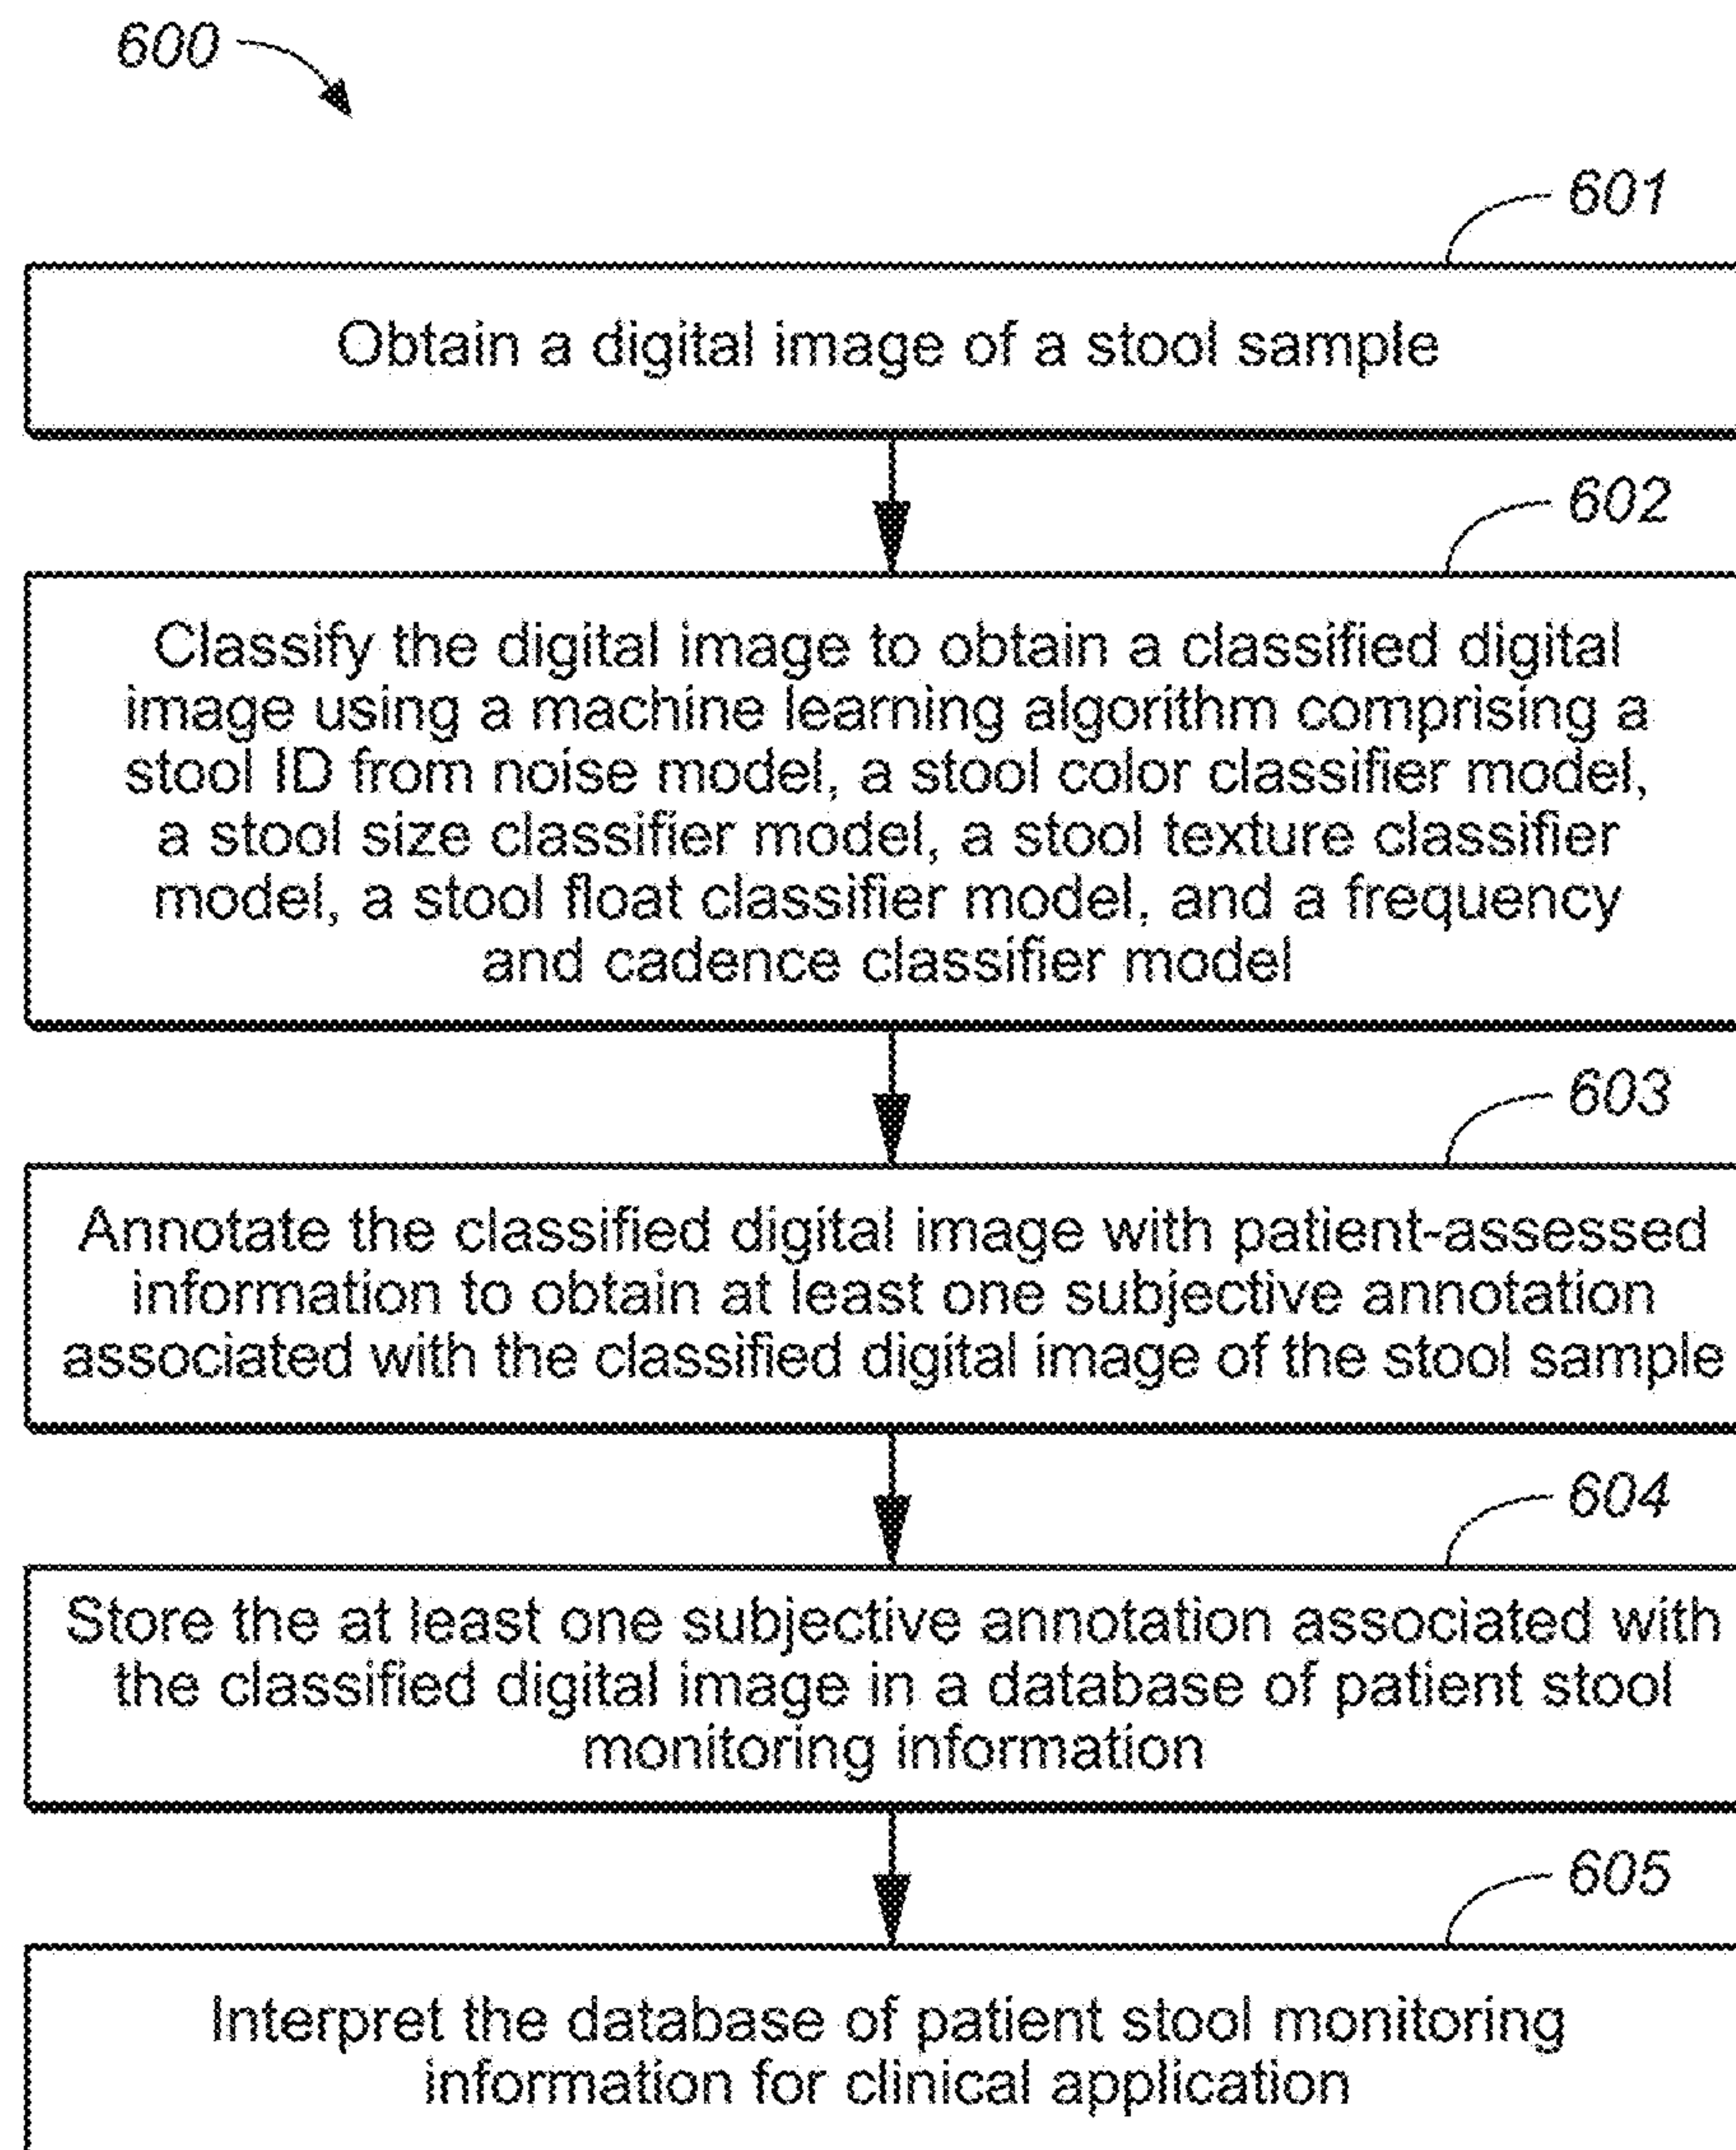 600
601
Obtain a digital image of a stool sample
602
Classify the digital image to obtain a classified digital
image using a machine learning algorithm comprising a
stool ID from noise model, a stool color classifier model,
a stool size classifier model, a stool texture classifier
model, a stool float classifier model, and a frequency
and cadence classifier model
603
Annotate the classified digital image with patient-assessed
information to obtain at least one subjective annotation
associated with the classified digital image of the stool sample
604
Store the at least one subjective annotation associated with
the classified digital image in a database of patient stool
monitoring information
605
Interpret the database of patient stool monitoring
information for clinical application